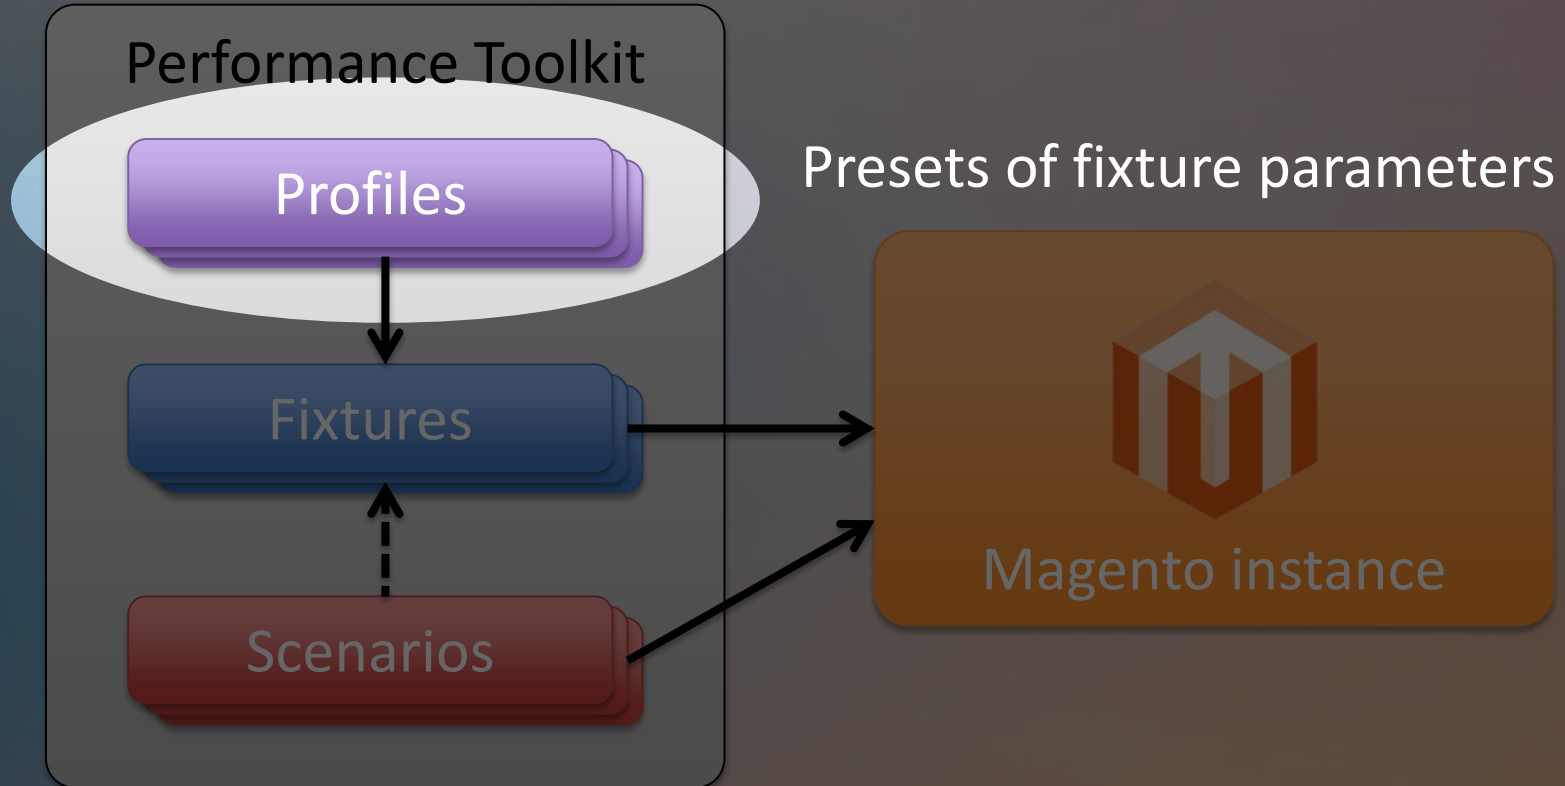 Performance Toolkit
Profiles
Presets of fixture parameters
Fixtures
Scenarios
Magento instance